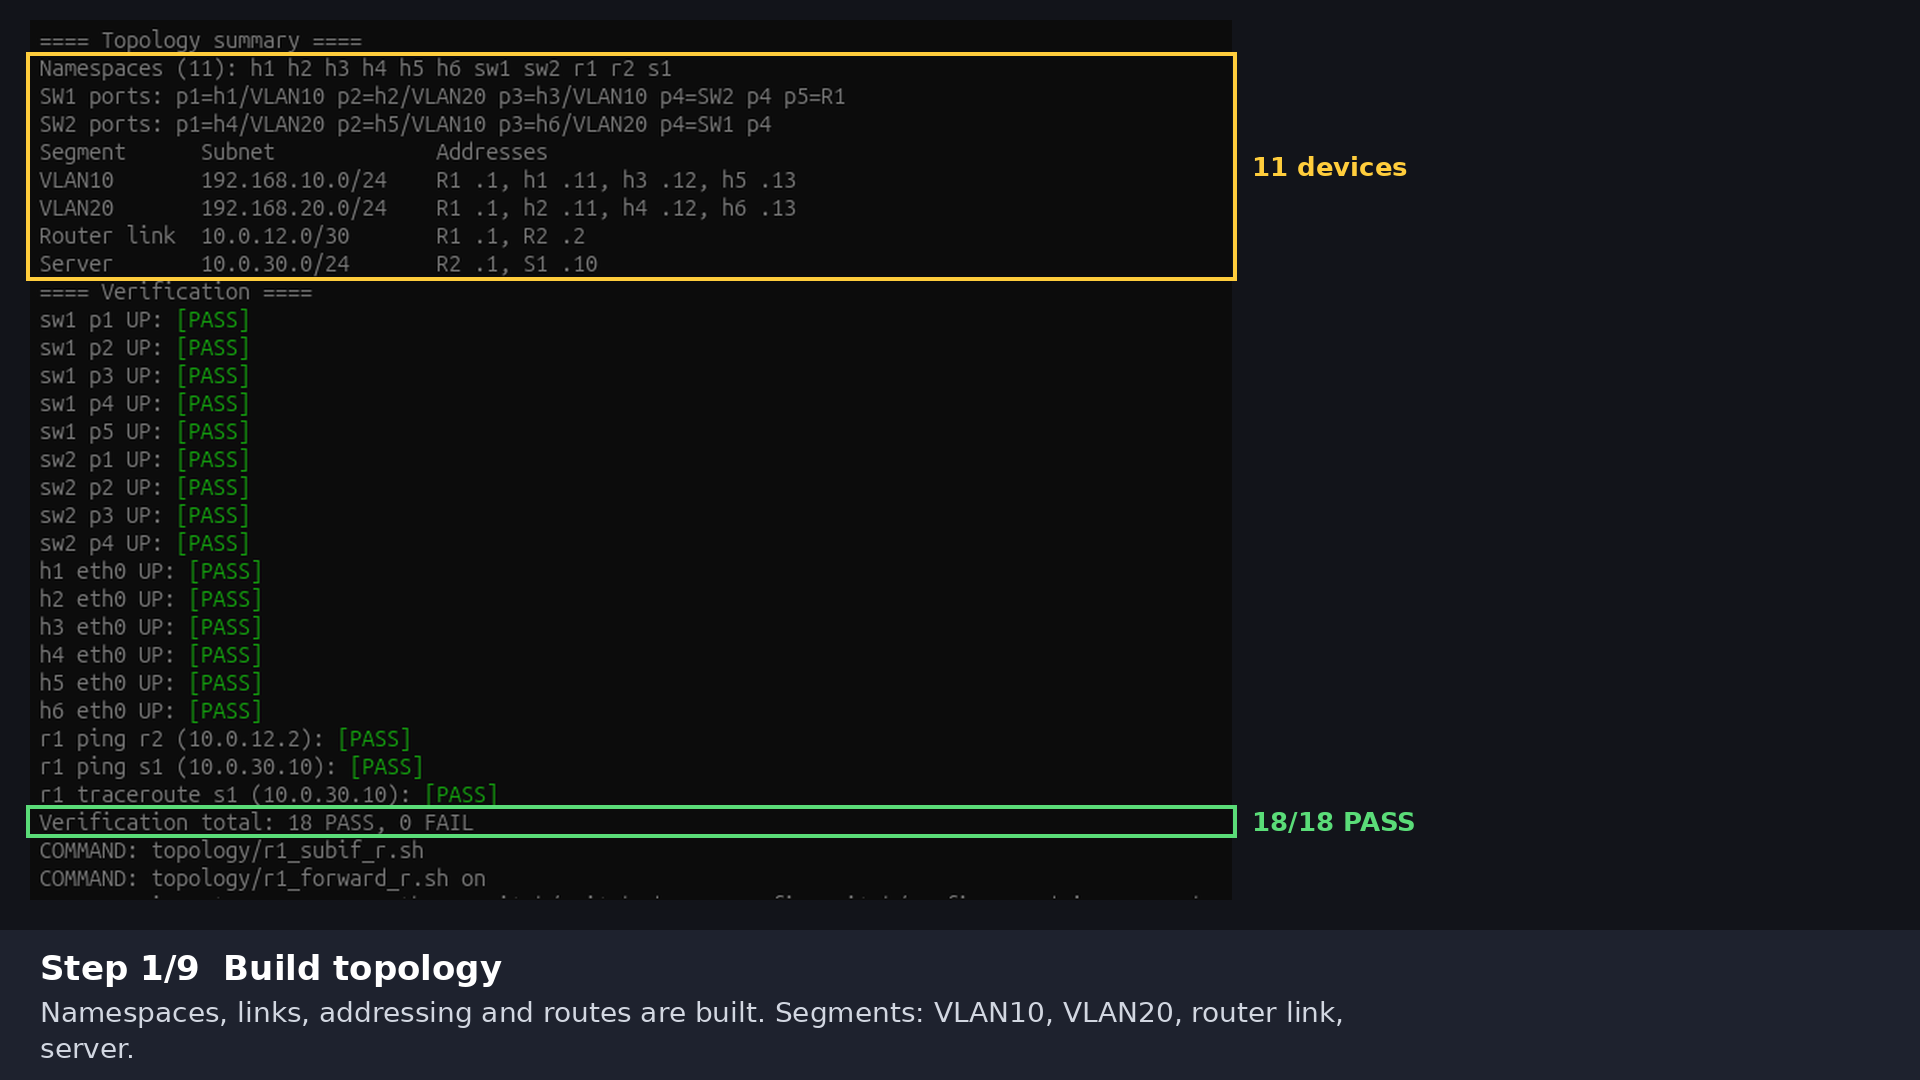 ==== Topology summary ====
Namespaces (11): h1 h2 h3 h4 h5 h6 sw1 sw2 r1 r2 s1
SW1 ports: p1=h1/VLAN10 p2=h2/VLAN20 p3=h3/VLAN10 p4=SW2 p4 p5=R1
SW2 ports: p1=h4/VLAN20 p2=h5/VLAN10 p3=h6/VLAN20 p4=SW1 p4
Segment      Subnet             Addresses
VLAN10       192.168.10.0/24    R1 .1, h1 .11, h3 .12, h5 .13
11 devices
VLAN20       192.168.20.0/24    R1 .1, h2 .11, h4 .12, h6 .13
Router link  10.0.12.0/30       R1 .1, R2 .2
Server       10.0.30.0/24       R2 .1, S1 .10
==== Verification ====
sw1 p1 UP: [PASS]
sw1 p2 UP: [PASS]
sw1 p3 UP: [PASS]
sw1 p4 UP: [PASS]
sw1 p5 UP: [PASS]
sw2 p1 UP: [PASS]
sw2 p2 UP: [PASS]
sw2 p3 UP: [PASS]
sw2 p4 UP: [PASS]
h1 eth0 UP: [PASS]
h2 eth0 UP: [PASS]
h3 eth0 UP: [PASS]
h4 eth0 UP: [PASS]
h5 eth0 UP: [PASS]
h6 eth0 UP: [PASS]
r1 ping r2 (10.0.12.2): [PASS]
r1 ping s1 (10.0.30.10): [PASS]
r1 traceroute s1 (10.0.30.10): [PASS]
Verification total: 18 PASS, 0 FAIL
18/18 PASS
COMMAND: topology/r1_subif_r.sh
COMMAND: topology/r1_forward_r.sh on
Step 1/9  Build topology
Namespaces, links, addressing and routes are built. Segments: VLAN10, VLAN20, router link,
server.